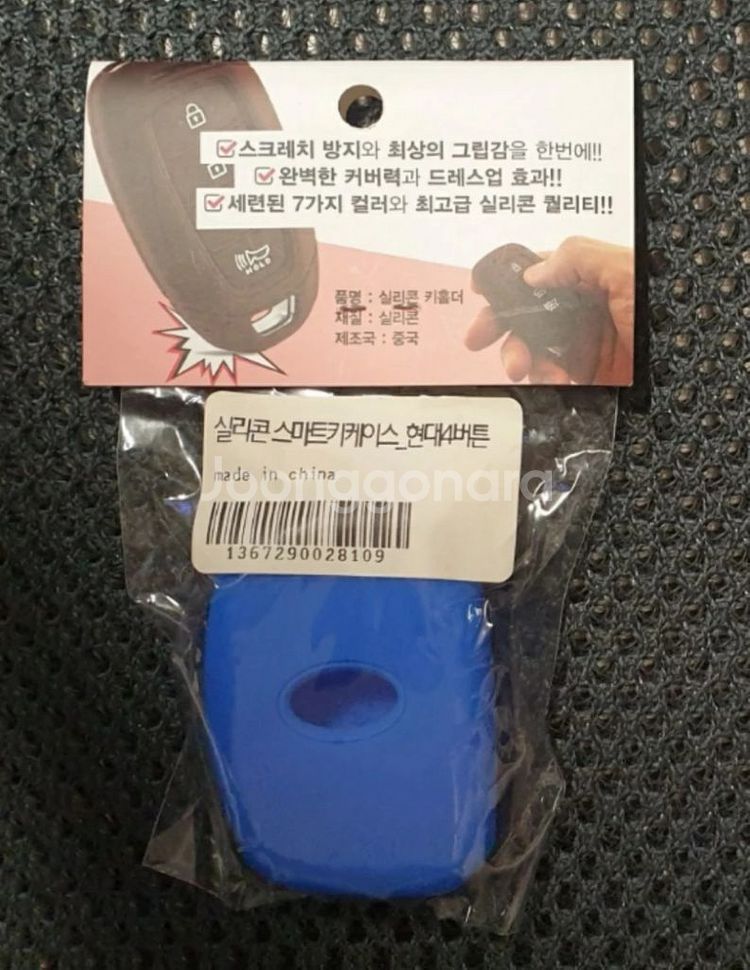 스크레치 방지와 최상의 그립감을 한번에!!
완벽한 커버력과 드레스업 효과!!
세련된 7가지 컬러와 최고급 실리콘 퀄리티!!
HOLD
품명 : 실리콘 키홀더
재질 : 실리콘
제조국 : 중국
실리콘 스마트키케이스_현대4버튼
made in china
Joonggonara
1367290028109